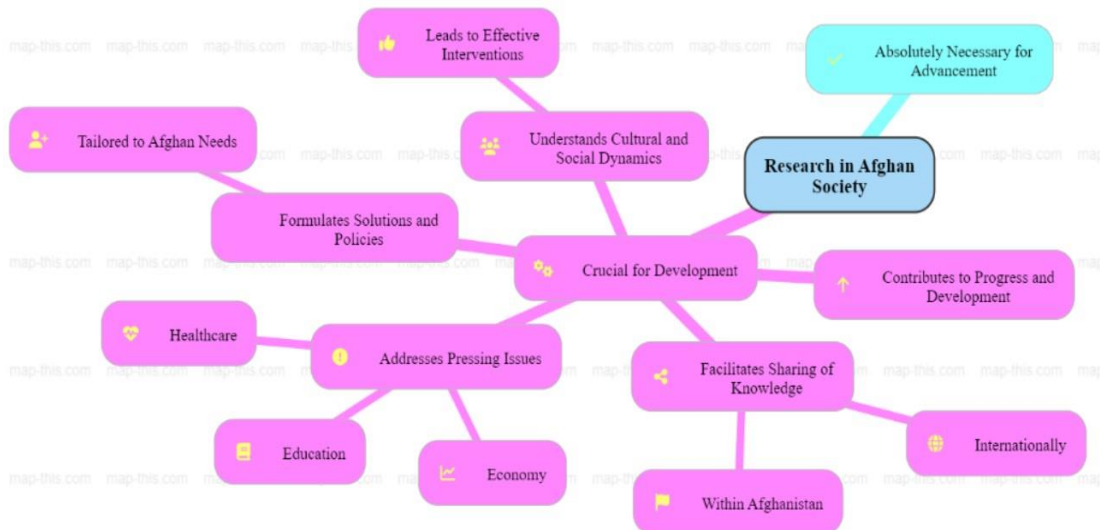 Leads to Effective
Interventions
Absolutely Necessary for
Advancement
Tailored to Afghan Needs
Understands Cultural and
Social Dynamics
Research in Afghan
Society
Formulates Solutions and
Policies
Crucial for Development
Contributes to Progress and
Development
Healthcare
Addresses Pressing Issues
Facilitates Sharing of
Knowledge
Education
Economy
Internationally
Within Afghanistan
map-this.com